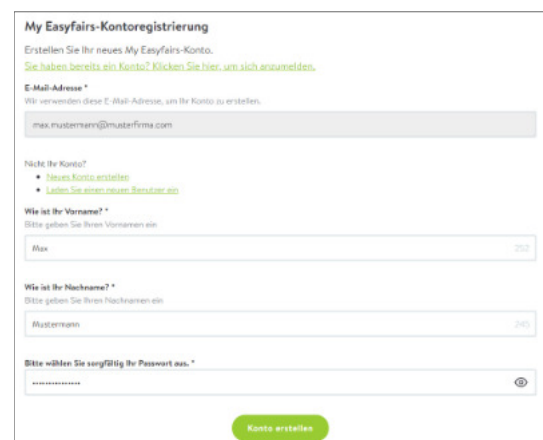 My Easyfairs-Kontoregistrierung
Erstellen Sie Ihr neues My Easyfairs-Konto.
Sie haben bereits ein Konto? Klicken Sie hier, um sich anzumelden.
E-Mail-Adresse *
Wir verwenden diese E-Mail-Adresse, um Ihr Konto zu erstellen.
max.mustermann@musterfirma.com
Nicht Ihr Konto?
Neues Konto erstellen
Laden Sie einen neuen Benutzer ein
Wie ist Ihr Vorname? *
Bitte geben Sie Ihren Vornamen ein
Max 252
Wie ist Ihr Nachname? *
Bitte geben Sie Ihren Nachnamen ein
Mustermann 245
Bitte wählen Sie sorgfältig Ihr Passwort aus. *
Konto erstellen